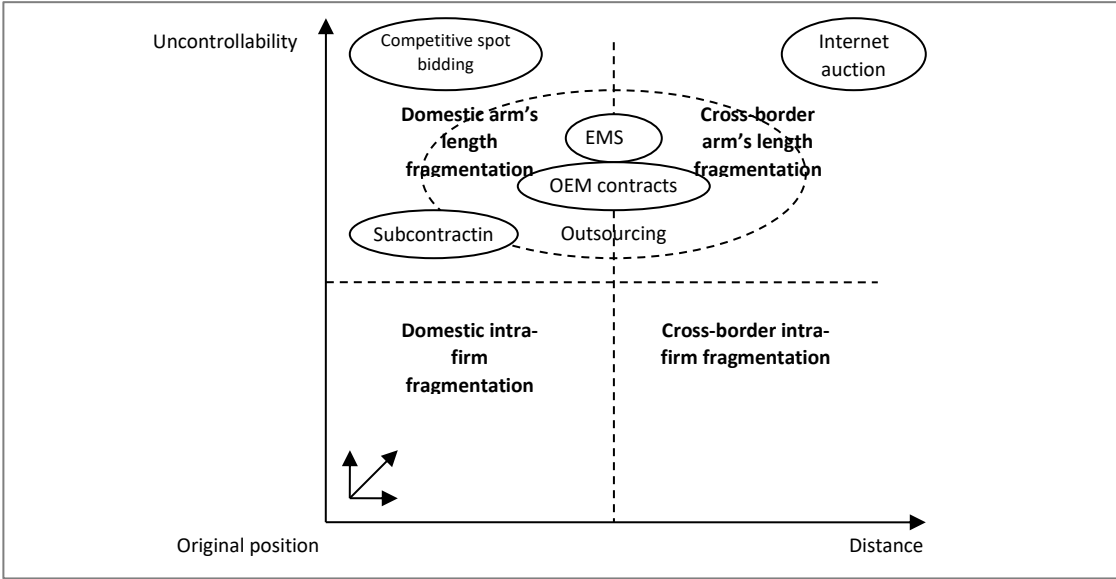 Uncontrollability
Competitive spot
bidding
Internet
auction
Domestic arm's
length
fragmentation
EMS
Cross-border
arm's length
fragmentation
OEM contracts
Subcontractin
Outsourcing
Domestic intra-
firm
fragmentation
Cross-border intra-
firm fragmentation
Original position
Distance